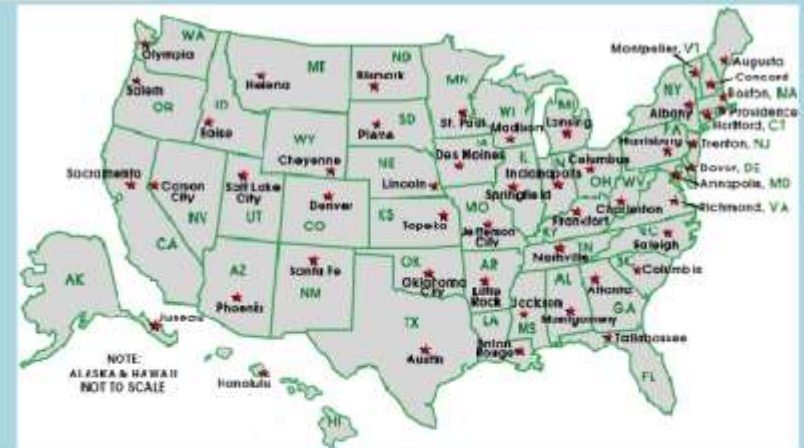 WA
Olympia
Salem
OR
ID
Boise
Helena
ND
Bismark
SD
WY
Cheyenne
NE
Lincoln
MN
St. Paul
WI
Madison
MI
Lansing
Des Moines
Sacramento
Carson
City
NV
CA
Salt Lake
City
UT
Denver
CO
KS
Topeka
MO
Jefferson
City
Springfield
Indianapolis
Columbus
OH
WV
Charleston
Frankfort
KY
Nashville
TN
AZ
Phoenix
Santa Fe
NM
OK
Oklahoma
City
TX
Austin
AR
Little
Rock
LA
Baton
Rouge
Jackson
MS
AL
Montgomery
Atlanta
GA
SC
Columbia
NC
Raleigh
Tallahassee
FL
Montpelier, VT
Augusta
Concord
Boston, MA
Providence
Hartford, CT
NY
Albany
PA
Harrisburg
Trenton, NJ
Dover, DE
Annapolis, MD
Richmond, VA
AK
Juneau
NOTE:
ALASKA & HAWAII
NOT TO SCALE
Honolulu
HI